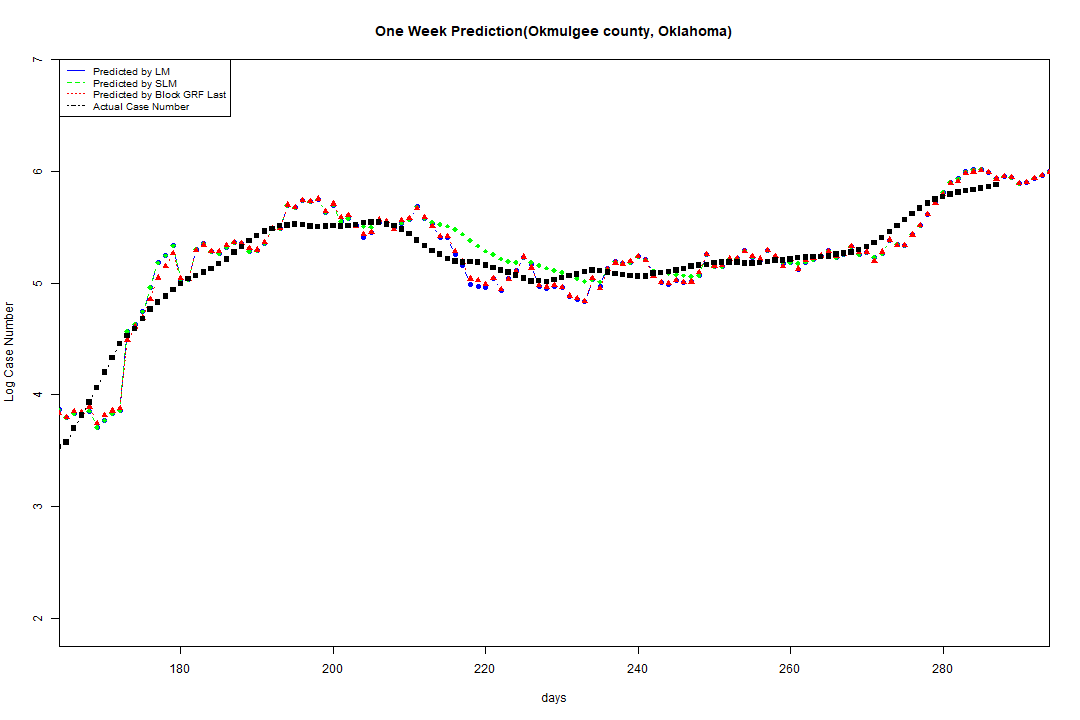 One Week Prediction(Okmulgee county, Oklahoma)
Predicted by LM
Predicted by SLM
Predicted by Block GRF Last
Actual Case Number
7
6
5
4
3
2
Log Case Number
180 200 220 240 260 280
days